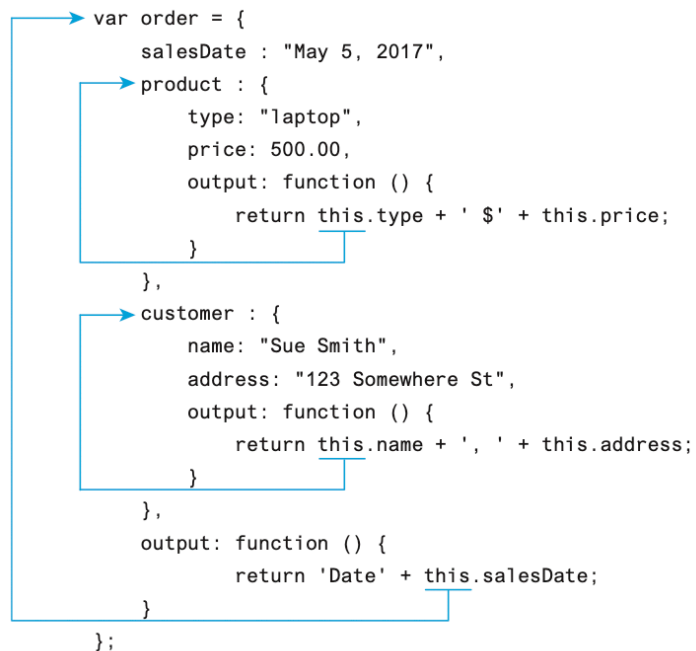 var order = {
salesDate : "May 5, 2017",
product : {
type: "laptop",
price: 500.00,
output: function () {
return this.type + ' $' + this.price;
}
},
customer : {
name: "Sue Smith",
address: "123 Somewhere St",
output: function () {
return this.name + ', ' + this.address;
}
},
output: function () {
return 'Date' + this.salesDate;
}
};